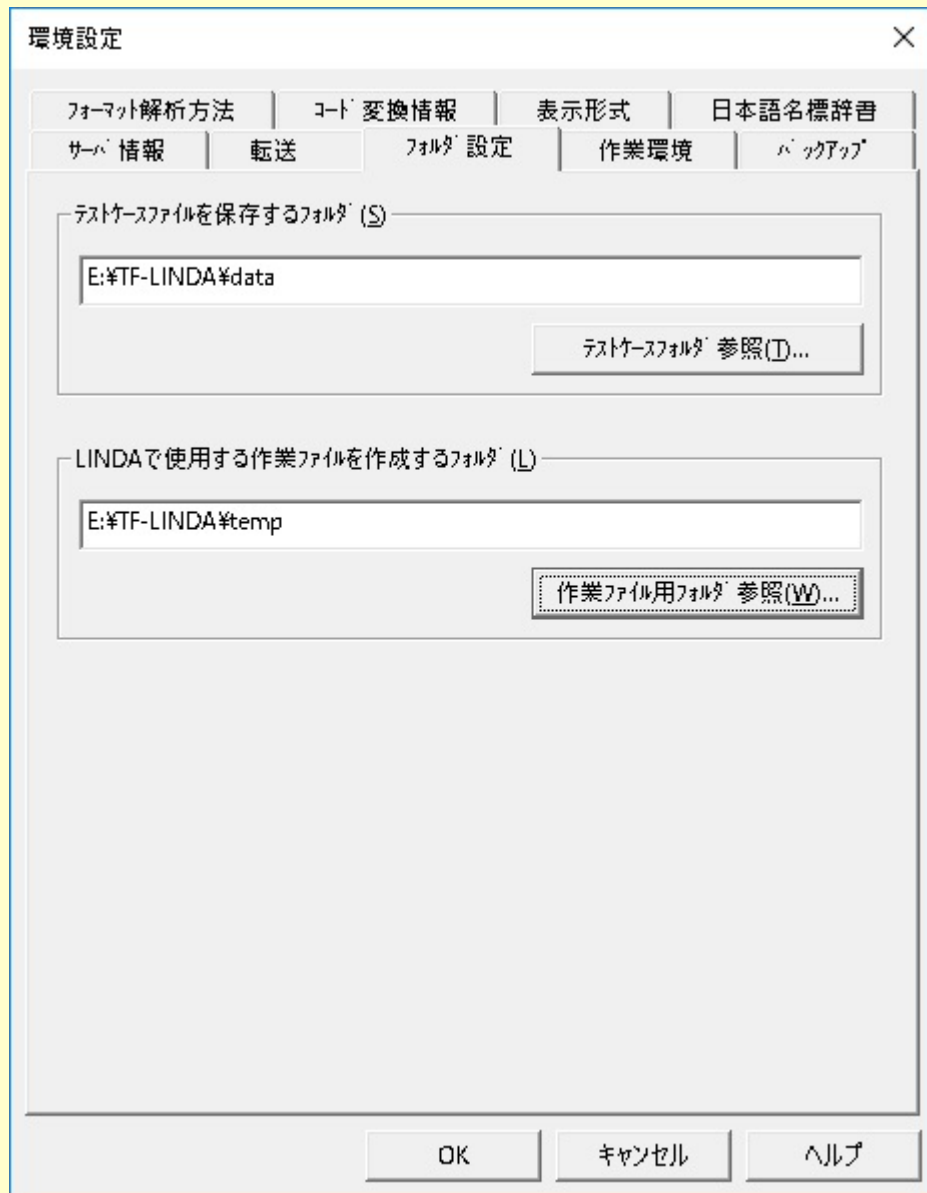 環境設定
ﾌｫｰﾏｯﾄ解析方法 ｺｰﾄﾞ変換情報 表示形式 日本語名標辞書
ｻｰﾊﾞ情報 転送 ﾌｫﾙﾀﾞ設定 作業環境 ﾊﾞｯｸｱｯﾌﾟ
ﾃｽﾄｹｰｽﾌｧｲﾙを保存するﾌｫﾙﾀﾞ(S)
E:¥TF-LINDA¥data
ﾃｽﾄｹｰｽﾌｫﾙﾀﾞ参照(T)...
LINDAで使用する作業ﾌｧｲﾙを作成するﾌｫﾙﾀﾞ(L)
E:¥TF-LINDA¥temp
作業ﾌｧｲﾙ用ﾌｫﾙﾀﾞ参照(W)...
OK キャンセル ヘルプ